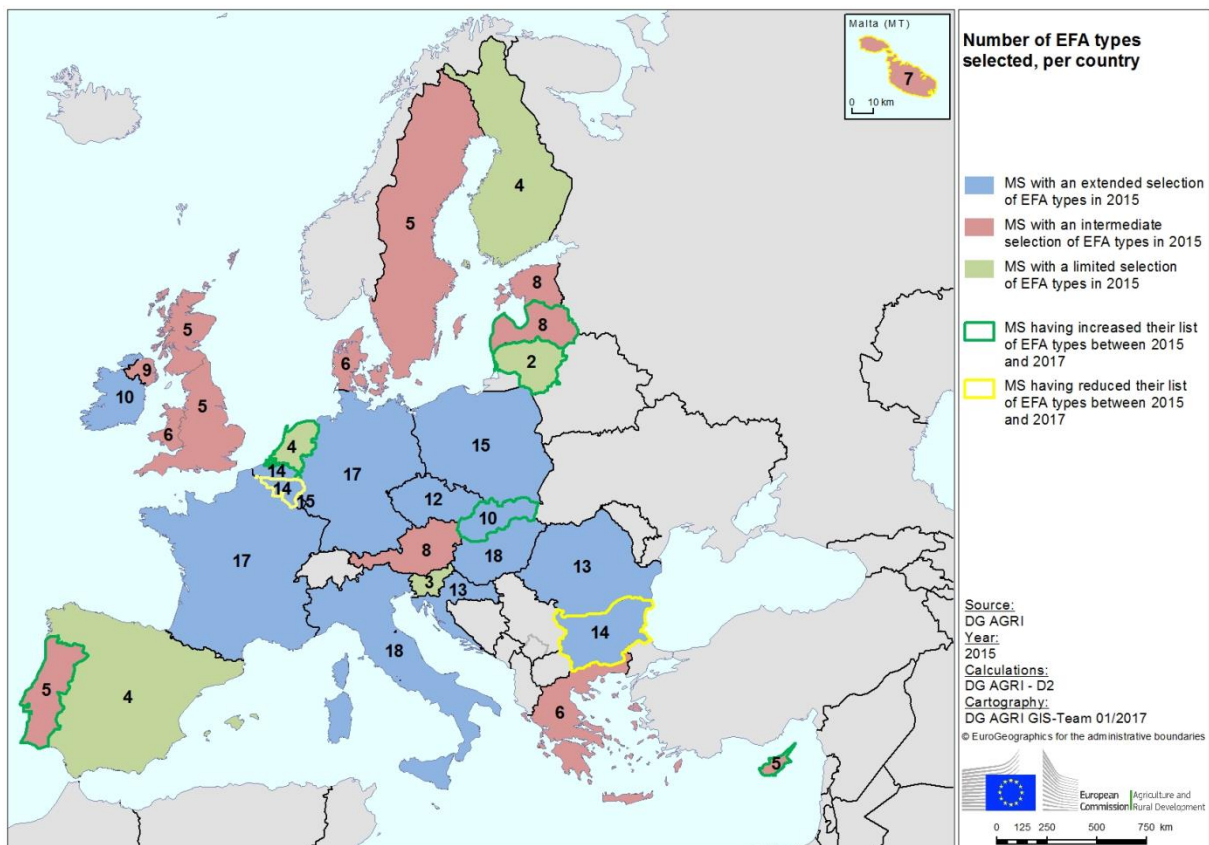 Malta (MT)
7
0 10 km
4
5
8
8
2
5
9
10
5
6
6
4
14
14
15
17
15
12
10
17
8
18
3
13
13
18
14
5
4
6
5
Number of EFA types
selected, per country
MS with an extended selection
of EFA types in 2015
MS with an intermediate
selection of EFA types in 2015
MS with a limited selection
of EFA types in 2015
MS having increased their list
of EFA types between 2015
and 2017
MS having reduced their list
of EFA types between 2015
and 2017
Source:
DG AGRI
Year:
2015
Calculations:
DG AGRI - D2
Cartography:
DG AGRI GIS-Team 01/2017
© EuroGeographics for the administrative boundaries
European
Commission
Agriculture and
Rural Development
0 125 250 500 750 km